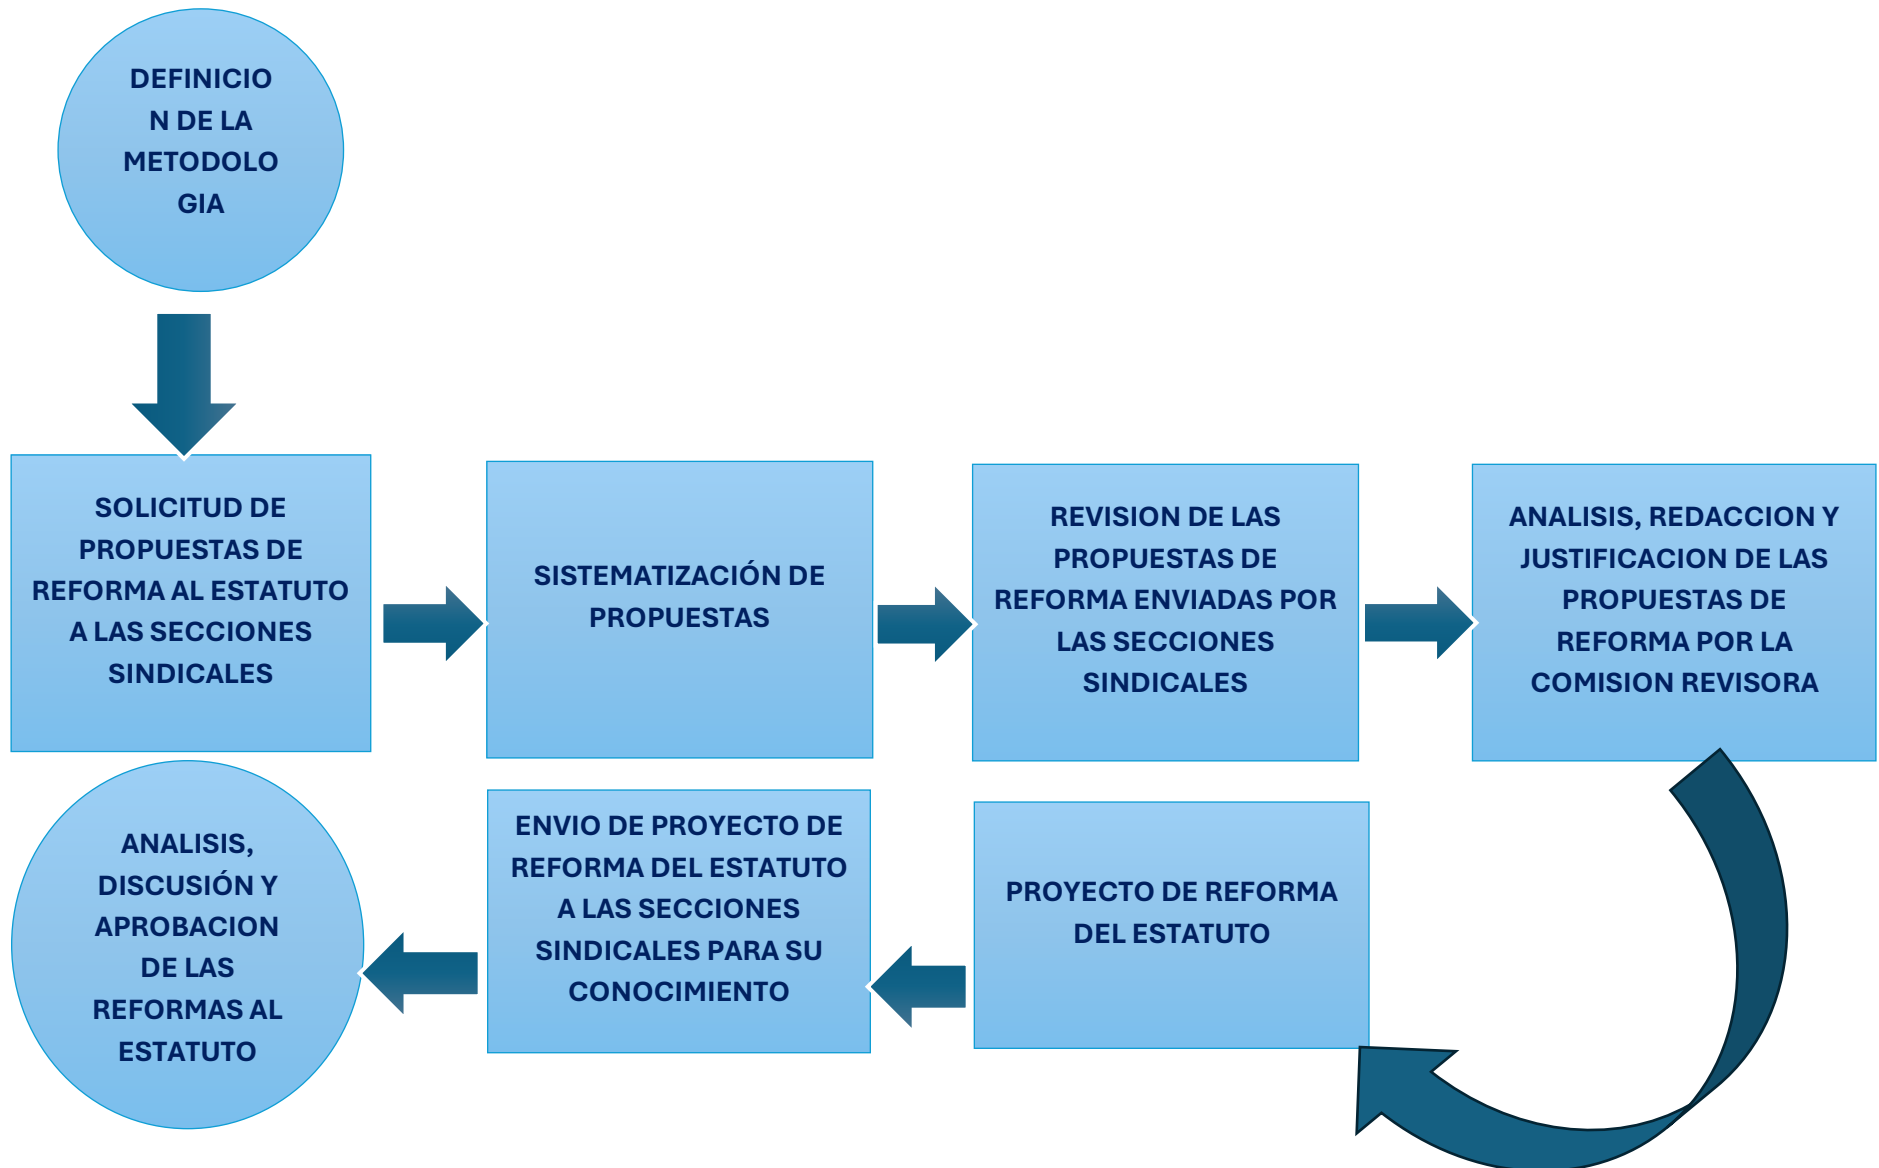 DEFINICIO
N DE LA
METODOLO
GIA
SOLICITUD DE
PROPUESTAS DE
REFORMA AL ESTATUTO
A LAS SECCIONES
SINDICALES
SISTEMATIZACIÓN DE
PROPUESTAS
REVISION DE LAS
PROPUESTAS DE
REFORMA ENVIADAS POR
LAS SECCIONES
SINDICALES
ANALISIS, REDACCION Y
JUSTIFICACION DE LAS
PROPUESTAS DE
REFORMA POR LA
COMISION REVISORA
PROYECTO DE REFORMA
DEL ESTATUTO
ENVIO DE PROYECTO DE
REFORMA DEL ESTATUTO
A LAS SECCIONES
SINDICALES PARA SU
CONOCIMIENTO
ANALISIS,
DISCUSIÓN Y
APROBACION
DE LAS
REFORMAS AL
ESTATUTO